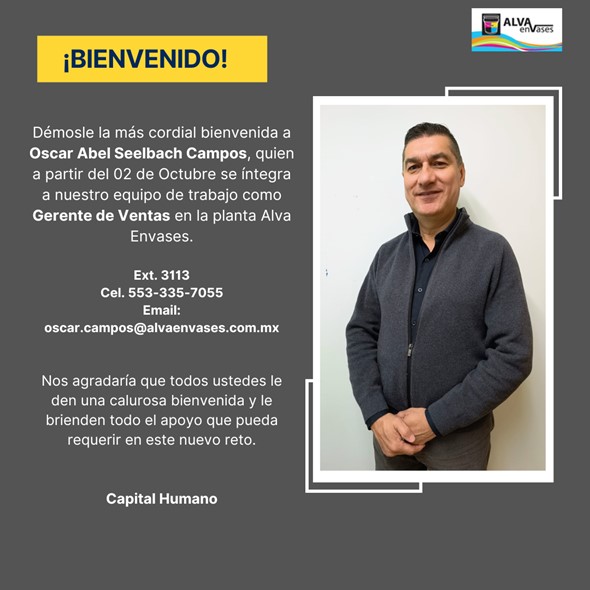 ALVA
enVases
¡BIENVENIDO!
Démosle la más cordial bienvenida a
Oscar Abel Seelbach Campos, quien
a partir del 02 de Octubre se íntegra
a nuestro equipo de trabajo como
Gerente de Ventas en la planta Alva
Envases.
Ext. 3113
Cel. 553-335-7055
Email:
oscar.campos@alvaenvases.com.mx
Nos agradaría que todos ustedes le
den una calurosa bienvenida y le
brienden todo el apoyo que pueda
requerir en este nuevo reto.
Capital Humano